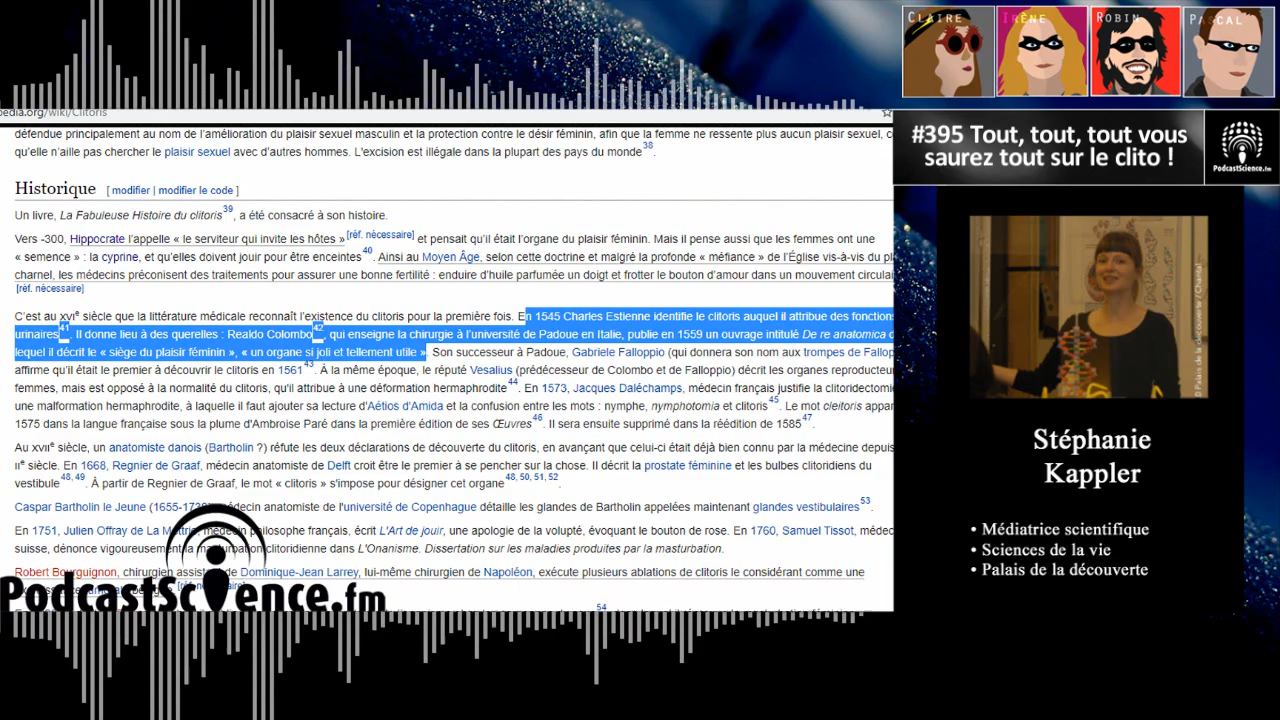 CLAIRE
IRÈNE
ROBIN
PASCAL
pedia.org/wiki/Clitoris
#395 Tout, tout, tout vous
saurez tout sur le clito !
PodcastScience.fm
défendue principalement au nom de l'amélioration du plaisir sexuel masculin et la protection contre le désir féminin, afin que la femme ne ressente plus aucun plaisir sexuel,
qu'elle n'aille pas chercher le plaisir sexuel avec d'autres hommes. L'excision est illégale dans la plupart des pays du monde38.
Historique [ modifier | modifier le code ]
Un livre, La Fabuleuse Histoire du clitoris39, a été consacré à son histoire.
Vers -300, Hippocrate l'appelle « le serviteur qui invite les hôtes »[réf. nécessaire] et pensait qu'il était l'organe du plaisir féminin. Mais il pense aussi que les femmes ont une
« semence » : la cyprine, et qu'elles doivent jouir pour être enceintes40. Ainsi au Moyen Âge, selon cette doctrine et malgré la profonde « méfiance » de l'Église vis-à-vis du pl
charnel, les médecins préconisent des traitements pour assurer une bonne fertilité : enduire d'huile parfumée un doigt et frotter le bouton d'amour dans un mouvement circulai
[réf. nécessaire]
C'est au XVIe siècle que la littérature médicale reconnaît l'existence du clitoris pour la première fois. En 1545 Charles Estienne identifie le clitoris auquel il attribue des fonctions
urinaires41. Il donne lieu à des querelles : Realdo Colombo42, qui enseigne la chirurgie à l'université de Padoue en Italie, publie en 1559 un ouvrage intitulé De re anatomica d
lequel il décrit le « siège du plaisir féminin », « un organe si joli et tellement utile ». Son successeur à Padoue, Gabriele Falloppio (qui donnera son nom aux trompes de Fallop
affirme qu'il était le premier à découvrir le clitoris en 156143. À la même époque, le réputé Vesalius (prédécesseur de Colombo et de Falloppio) décrit les organes reproducteu
femmes, mais est opposé à la normalité du clitoris, qu'il attribue à une déformation hermaphrodite44. En 1573, Jacques Daléchamps, médecin français justifie la clitoridectomi
une malformation hermaphrodite, à laquelle il faut ajouter sa lecture d'Aétios d'Amida et la confusion entre les mots : nymphe, nymphotomia et clitoris45. Le mot cleitoris appar
1575 dans la langue française sous la plume d'Ambroise Paré dans la première édition de ses Œuvres46. Il sera ensuite supprimé dans la réédition de 158547.
Au XVIIe siècle, un anatomiste danois (Bartholin ?) réfute les deux déclarations de découverte du clitoris, en avançant que celui-ci était déjà bien connu par la médecine depuis
IIe siècle. En 1668, Regnier de Graaf, médecin anatomiste de Delft croit être le premier à se pencher sur la chose. Il décrit la prostate féminine et les bulbes clitoridiens du
vestibule48, 49. À partir de Regnier de Graaf, le mot « clitoris » s'impose pour désigner cet organe48, 50, 51, 52.
Caspar Bartholin le Jeune (1655-1738) médecin anatomiste de l'université de Copenhague détaille les glandes de Bartholin appelées maintenant glandes vestibulaires53.
En 1751, Julien Offray de La Mettrie, médecin philosophe français, écrit L'Art de jouir, une apologie de la volupté, évoquant le bouton de rose. En 1760, Samuel Tissot, médec
suisse, dénonce vigoureusement la masturbation clitoridienne dans L'Onanisme. Dissertation sur les maladies produites par la masturbation.
Robert Bourguignon, chirurgien assistant de Dominique-Jean Larrey, lui-même chirurgien de Napoléon, exécute plusieurs ablations de clitoris le considérant comme une
PodcastScience.fm
54
© Palais de la découverte / Chantal
Stéphanie
Kappler
• Médiatrice scientifique
• Sciences de la vie
• Palais de la découverte